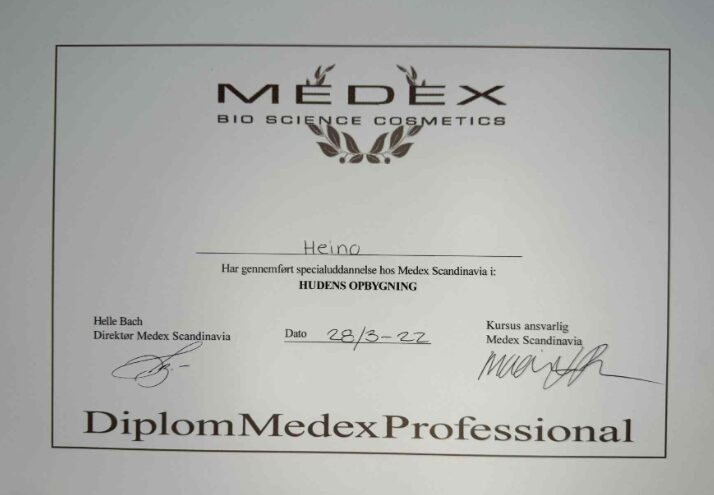 MEDEX
BIO SCIENCE COSMETICS
Heino
Har gennemført specialuddannelse hos Medex Scandinavia i:
HUDENS OPBYGNING
Helle Bach
Direktør Medex Scandinavia
Dato 28/3-22
Kursus ansvarlig
Medex Scandinavia
DiplomMedexProfessional